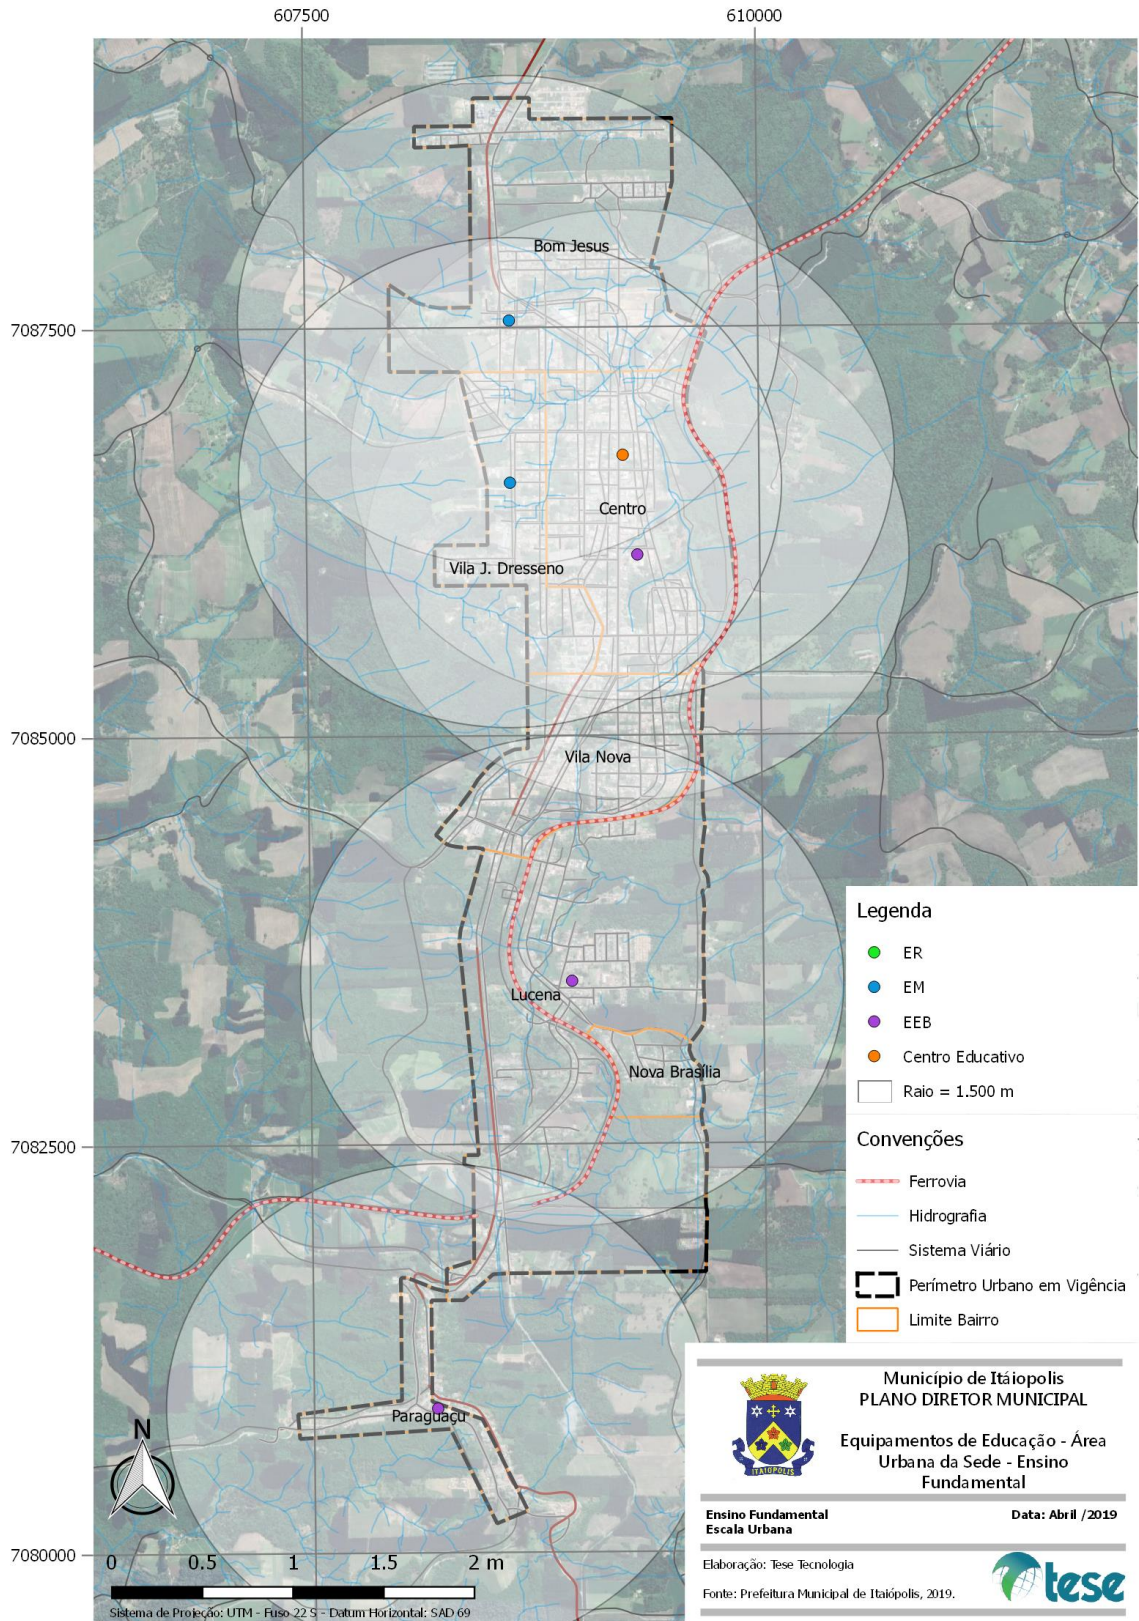 607500
610000
Bom Jesus
7087500
Centro
Vila J. Dresseno
7085000
Vila Nova
Lucena
Nova Brasília
7082500
Paraguaçu
N
7080000
0 0.5 1 1.5 2 m
Sistema de Projeção: UTM - Fuso 22 S - Datum Horizontal: SAD 69
Legenda
ER
EM
EEB
Centro Educativo
Raio = 1.500 m
Convenções
Ferrovia
Hidrografia
Sistema Viário
Perímetro Urbano em Vigência
Limite Bairro
ITAIOPOLIS
Município de Itáiopolis
PLANO DIRETOR MUNICIPAL
Equipamentos de Educação - Área
Urbana da Sede - Ensino
Fundamental
Ensino Fundamental
Escala Urbana
Data: Abril /2019
Elaboração: Tese Tecnologia
Fonte: Prefeitura Municipal de Itaiópolis, 2019.
tese